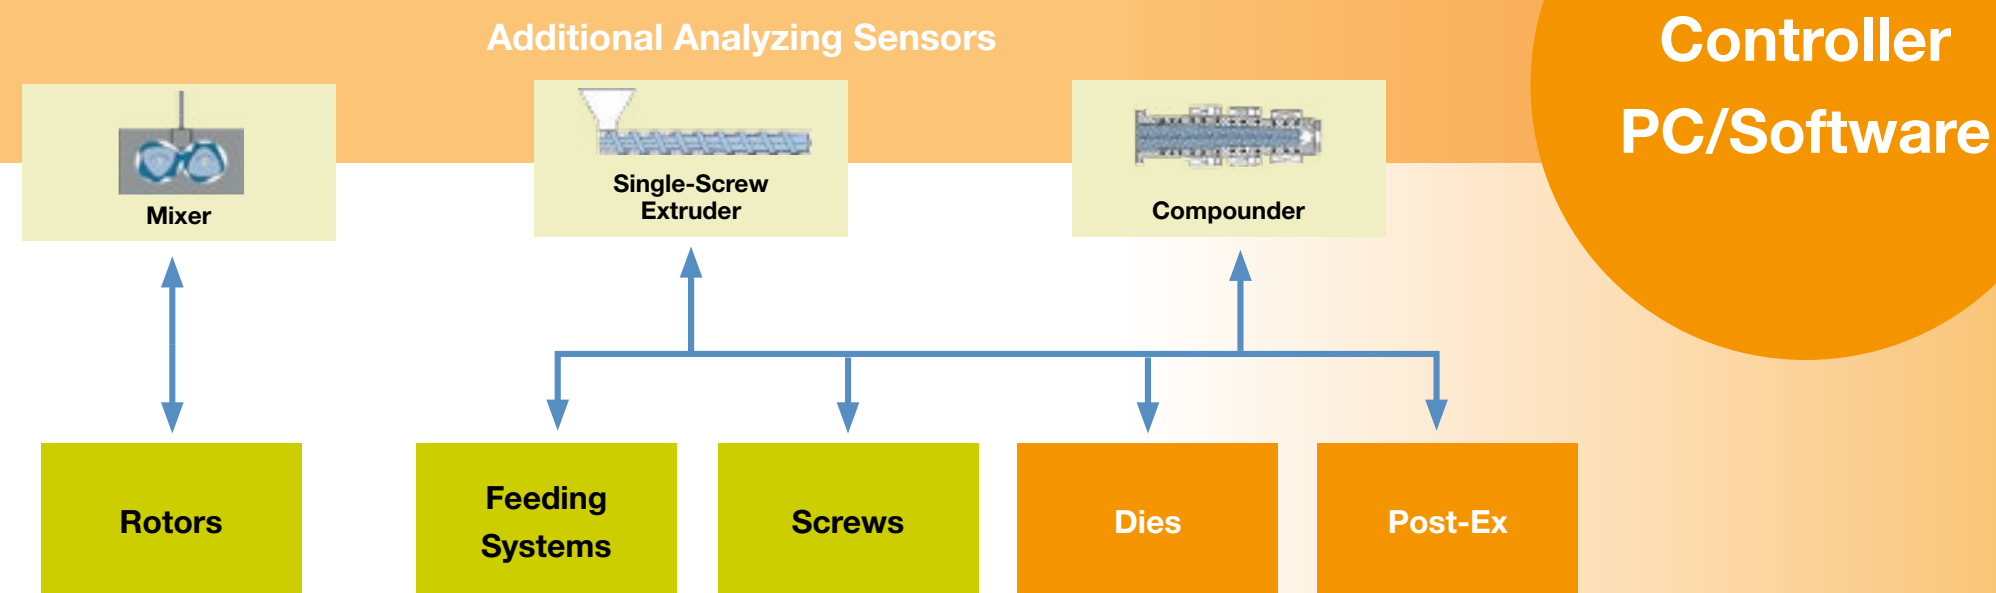 Additional Analyzing Sensors
Controller
PC/Software
Mixer
Single-Screw
Extruder
Compounder
Rotors
Feeding
Systems
Screws
Dies
Post-Ex